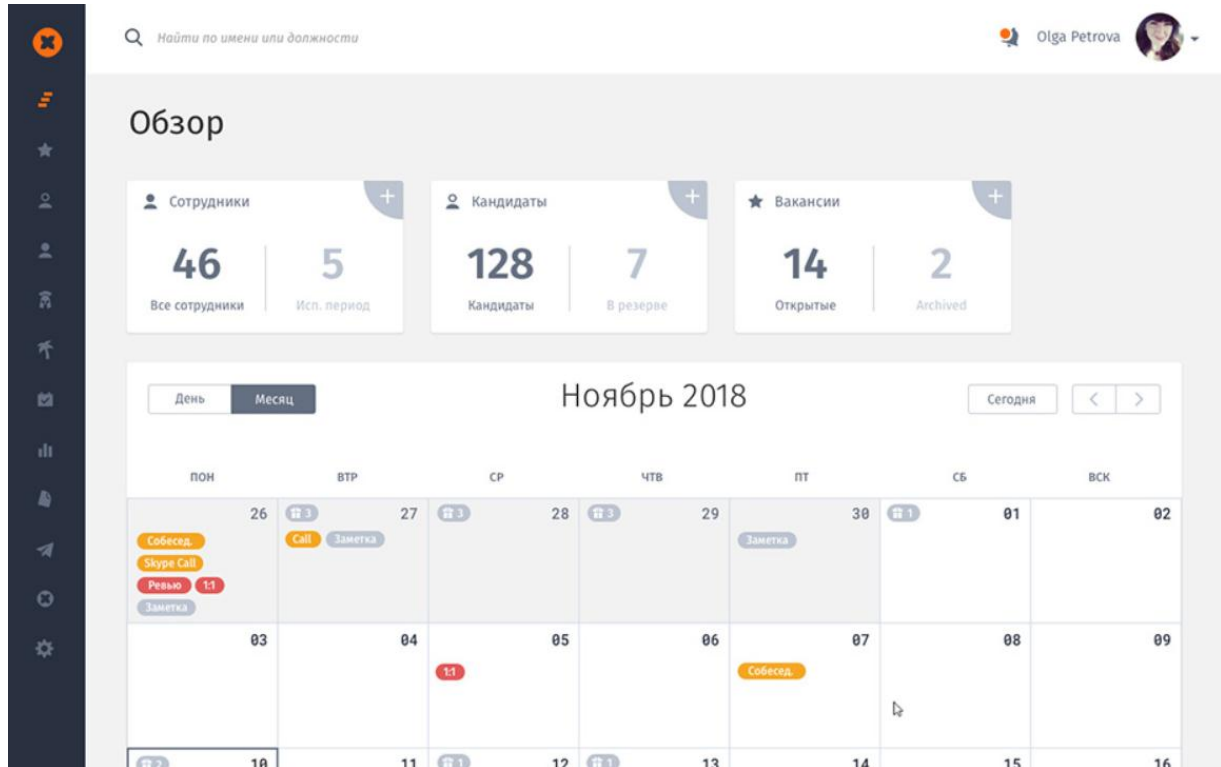 Найти по имени или должности
Olga Petrova
Обзор
Сотрудники
46
5
Все сотрудники
Исп. период
Кандидаты
128
7
Кандидаты
В резерве
Вакансии
14
2
Открытые
Archived
День
Месяц
Ноябрь 2018
Сегодня
ПОН ВТР СР ЧТВ ПТ СБ ВСК
26 3 27 3 28 3 29 30 1 01 02
Собесед. Call Заметка Заметка
Skype Call
Ревью 1:1
Заметка
03 04 05 06 07 08 09
1:1 Собесед.
2 10 11 1 12 1 13 14 15 16